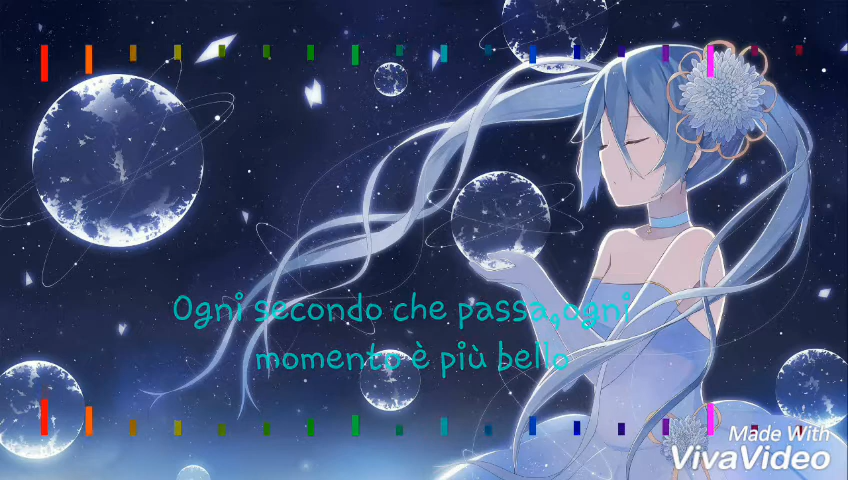 Ogni secondo che passa,ogni
momento è più bello
Made With
VivaVideo